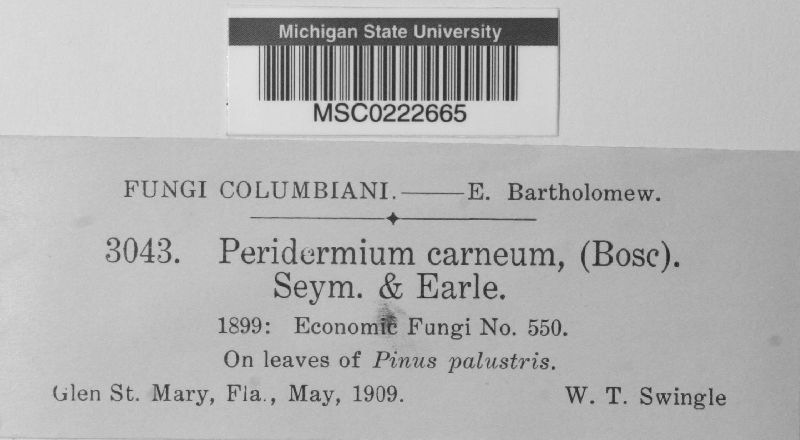 Michigan State University
MSC0222665
FUNGI COLUMBIANI.——E. Bartholomew.
3043. Peridermium carneum, (Bosc).
Seym. & Earle.
1899: Economic Fungi No. 550.
On leaves of Pinus palustris.
Glen St. Mary, Fla., May, 1909. W. T. Swingle